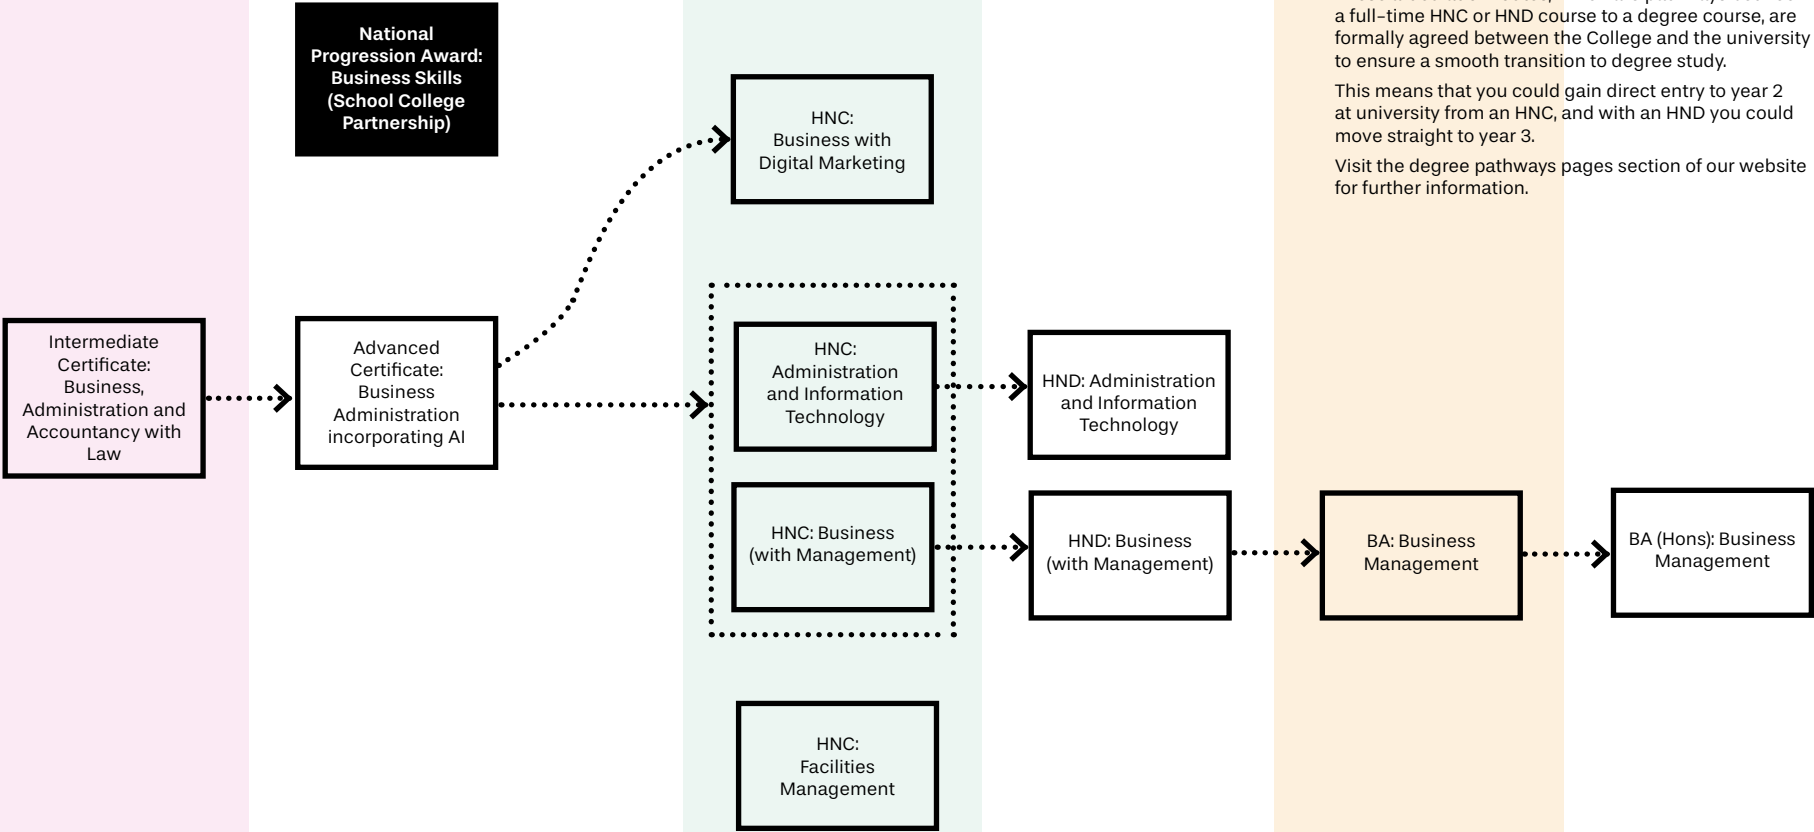 National
Progression Award:
Business Skills
(School College
Partnership)
HNC:
Business with
Digital Marketing
a full-time HNC or HND course to a degree course, are
formally agreed between the College and the university
to ensure a smooth transition to degree study.
This means that you could gain direct entry to year 2
at university from an HNC, and with an HND you could
move straight to year 3.
Visit the degree pathways pages section of our website
for further information.
Intermediate
Certificate:
Business,
Administration and
Accountancy with
Law
Advanced
Certificate:
Business
Administration
incorporating AI
HNC:
Administration
and Information
Technology
HND: Administration
and Information
Technology
HNC: Business
(with Management)
HND: Business
(with Management)
BA: Business
Management
BA (Hons): Business
Management
HNC:
Facilities
Management